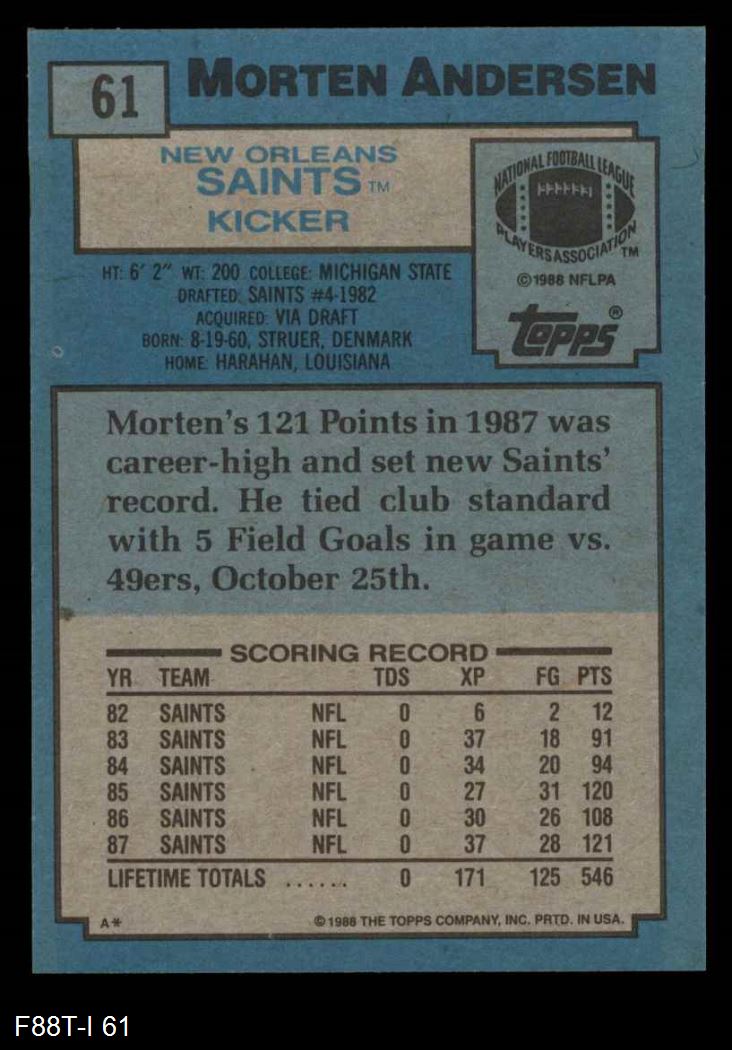 61
MORTEN ANDERSEN
NEW ORLEANS
SAINTS TM
KICKER
NATIONAL FOOTBALL LEAGUE
PLAYERS ASSOCIATION TM
©1988 NFLPA
TOPPS®
HT: 6' 2" WT: 200 COLLEGE: MICHIGAN STATE
DRAFTED: SAINTS #4-1982
ACQUIRED: VIA DRAFT
BORN: 8-19-60, STRUER, DENMARK
HOME: HARAHAN, LOUISIANA
Morten's 121 Points in 1987 was
career-high and set new Saints'
record. He tied club standard
with 5 Field Goals in game vs.
49ers, October 25th.
SCORING RECORD
YR TEAM TDS XP FG PTS
82 SAINTS NFL 0 6 2 12
83 SAINTS NFL 0 37 18 91
84 SAINTS NFL 0 34 20 94
85 SAINTS NFL 0 27 31 120
86 SAINTS NFL 0 30 26 108
87 SAINTS NFL 0 37 28 121
LIFETIME TOTALS ...... 0 171 125 546
A* ©1988 THE TOPPS COMPANY, INC. PRTD. IN USA.
F88T-I 61